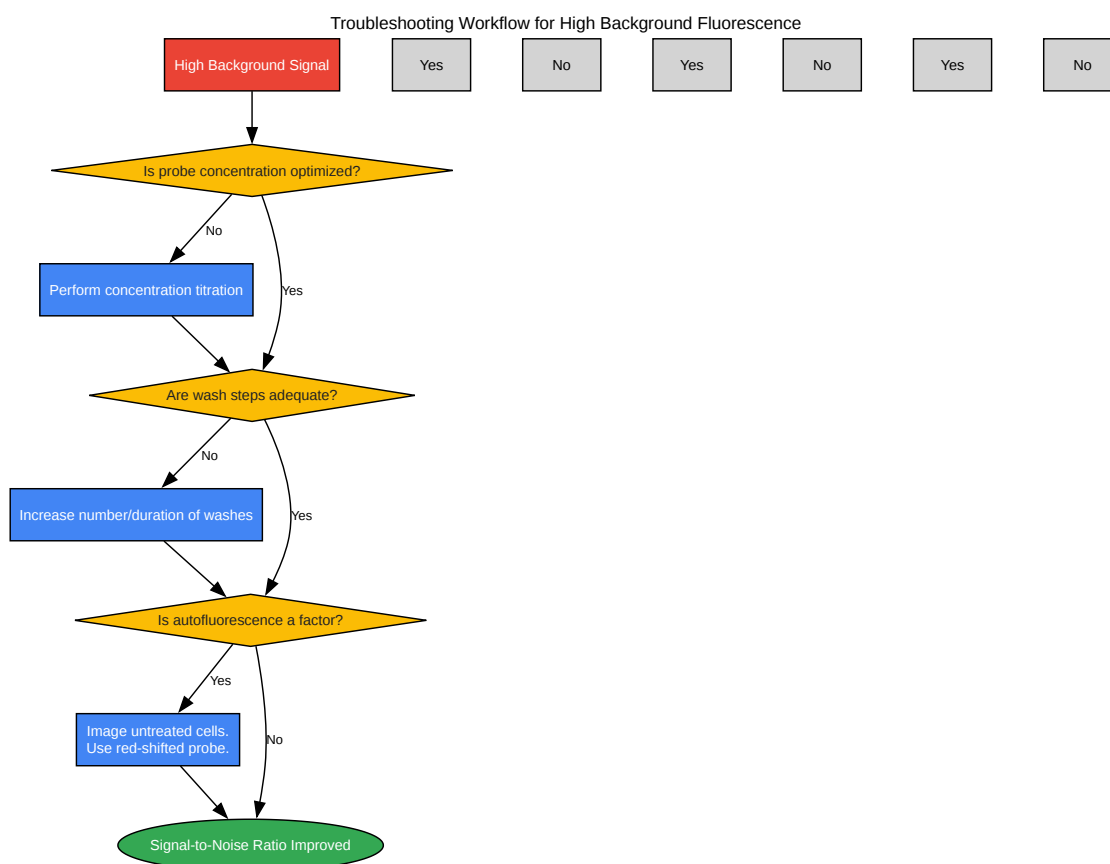 Troubleshooting Workflow for High Background Fluorescence
High Background Signal
Yes
No
Yes
No
Yes
No
Is probe concentration optimized?
No
Perform concentration titration
Yes
Are wash steps adequate?
No
Increase number/duration of washes
Yes
Is autofluorescence a factor?
Yes
Image untreated cells.
Use red-shifted probe.
No
Signal-to-Noise Ratio Improved